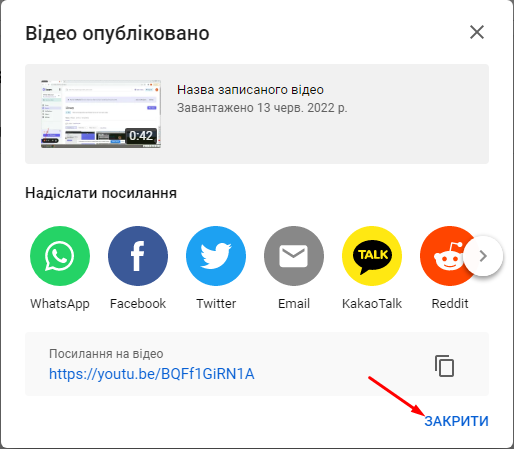 Відео опубліковано
0:42
Назва записаного відео
Завантажено 13 черв. 2022 р.
Надіслати посилання
TALK
WhatsApp Facebook Twitter Email KakaoTalk Reddit
Посилання на відео
https://youtu.be/BQFf1GiRN1A
ЗАКРИТИ